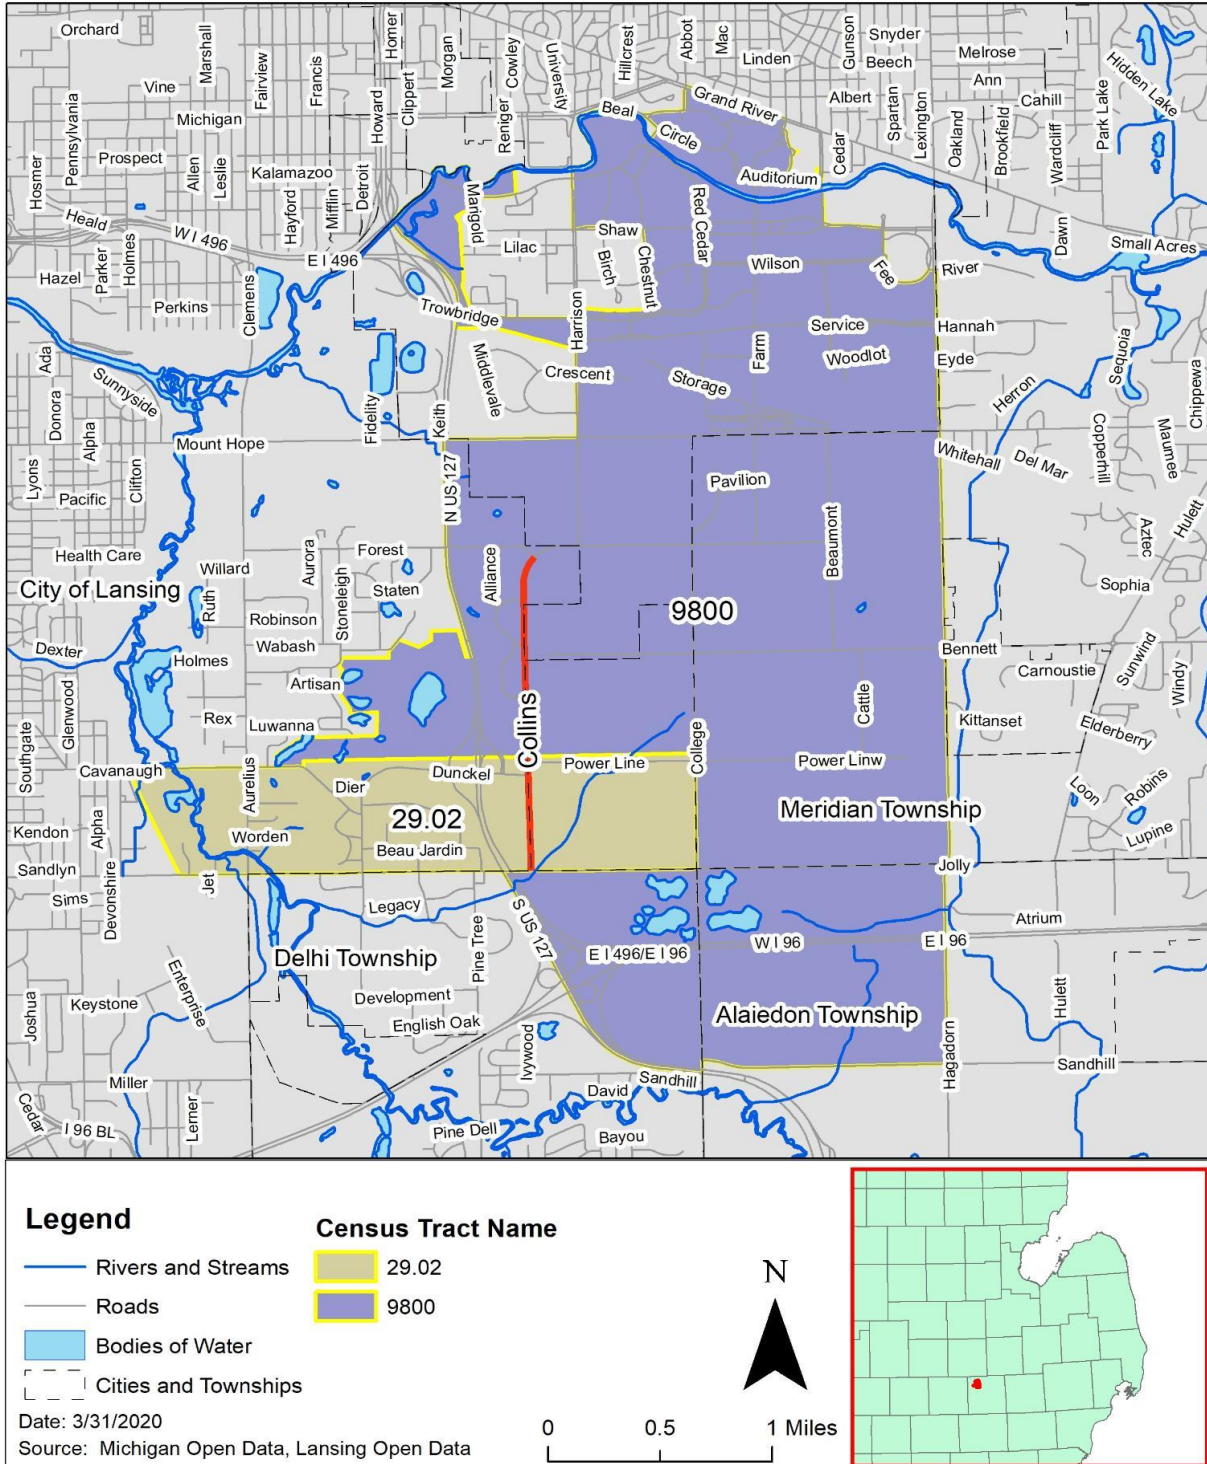 Orchard
Marshall
Fairview
Francis
Homer
Morgan
Cowley
University
Hillcrest
Abbot
Mac
Linden
Gunson
Snyder
Beech
Melrose
Ann
Hidden Lake
Park Lake
Vine
Howard
Clippert
Reniger
Beal
Grand River
Albert
Spartan
Lexington
Oakland
Brookfield
Cahill
Wardcliff
Pennsylvania
Michigan
Hosmer
Prospect
Allen
Leslie
Kalamazoo
Hayford
Mifflin
Detroit
Circle
Cedar
Auditorium
Heald
W I 496
E I 496
Marigold
Lilac
Shaw
Birch
Chestnut
Red Cedar
Wilson
Fee
River
Dawn
Small Acres
Hazel
Parker
Holmes
Perkins
Clemens
Trowbridge
Harrison
Farm
Service
Woodlot
Hannah
Eyde
Sequoia
Chippewa
Ada
Sunnyside
Donora
Alpha
Fidelity
Keith
Middlevale
Crescent
Storage
Herron
Copperhill
Maumee
Mount Hope
Lyons
Pacific
Clifton
N US 127
Pavilion
Whitehall
Del Mar
Hulett
Aztec
Health Care
Willard
Aurora
Forest
Staten
Alliance
Beaumont
Sophia
City of Lansing
Ruth
Robinson
Stoneleigh
Wabash
9800
Dexter
Holmes
Artisan
Bennett
Carnoustie
Sunwind
Windy
Glenwood
Southgate
Rex
Luwanna
Collins
Cattle
Kittanset
Elderberry
College
Cavanaugh
Aurelius
Dier
Dunckel
Power Line
Power Linw
Loon
Robins
Lupine
Kendon
Alpha
Worden
29.02
Beau Jardin
Meridian Township
Sandlyn
Sims
Devonshire
Jet
Jolly
Legacy
Pine Tree
S US 127
Atrium
E I 496/E I 96
W I 96
E I 96
Delhi Township
Joshua
Keystone
Enterprise
Development
English Oak
Alaiedon Township
Hulett
Ivywood
Hagadorn
Sandhill
Sandhill
Miller
Cedar
I 96 BL
Lerner
David
Pine Dell
Bayou
Legend
Rivers and Streams
Roads
Bodies of Water
Cities and Townships
Census Tract Name
29.02
9800
N
0 0.5 1 Miles
Date: 3/31/2020
Source: Michigan Open Data, Lansing Open Data